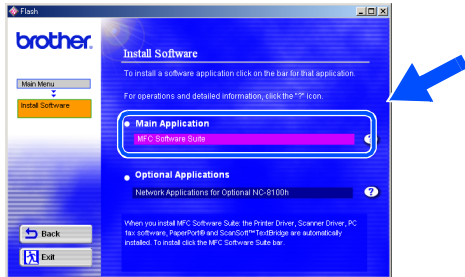 Flash
brother.
Install Software
To install a software application click on the bar for that application.
For operations and detailed information, click the "?" icon.
Main Menu
Install Software
Main Application
MFC Software Suite
?
Optional Applications
Network Applications for Optional NC-8100h
?
When you install MFC Software Suite: the Printer Driver, Scanner Driver, PC
fax software, PaperPort® and ScanSoft™TextBridge are automatically
installed. To install click the MFC Software Suite bar.
Back
Exit